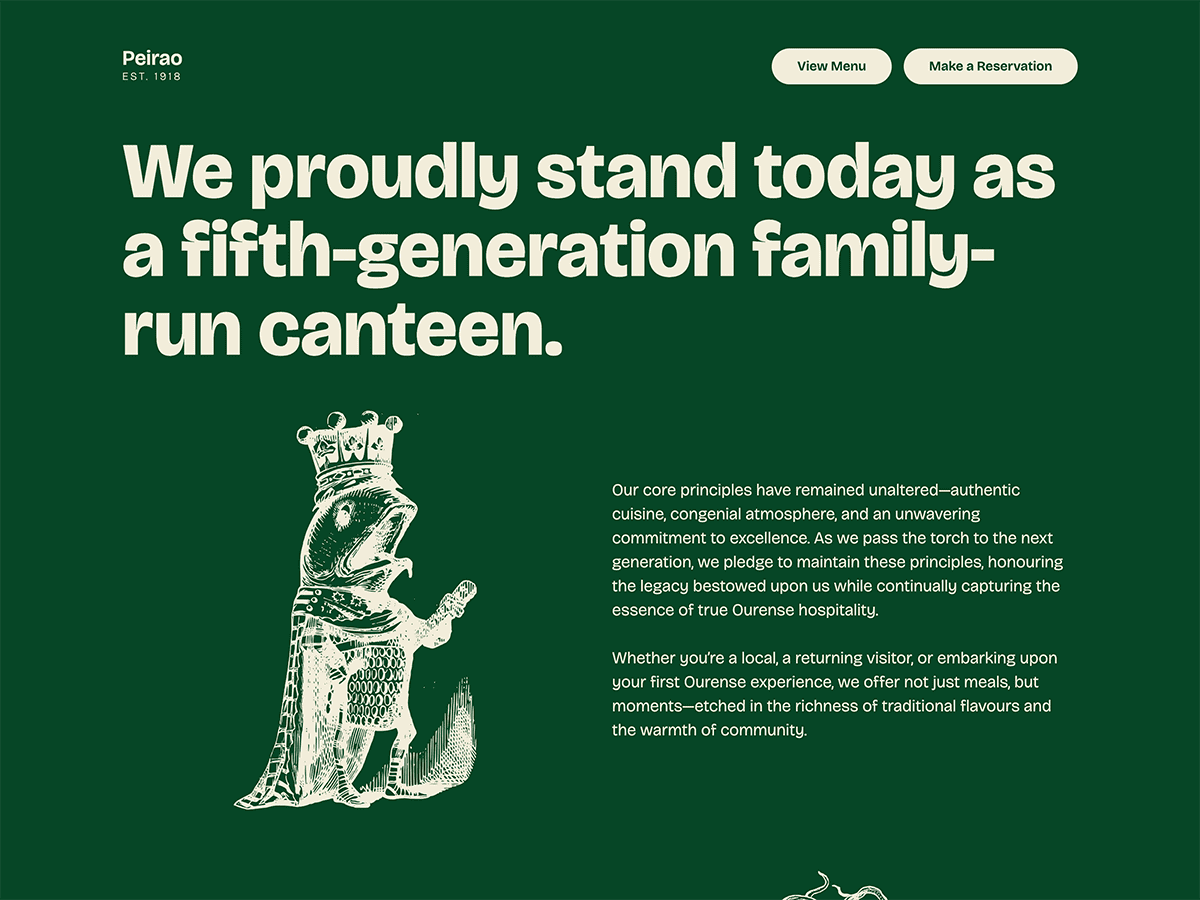 Peirao
EST. 1918
View Menu
Make a Reservation
We proudly stand today as
a fifth-generation family-
run canteen.
Our core principles have remained unaltered—authentic
cuisine, congenial atmosphere, and an unwavering
commitment to excellence. As we pass the torch to the next
generation, we pledge to maintain these principles, honouring
the legacy bestowed upon us while continually capturing the
essence of true Ourense hospitality.
Whether you’re a local, a returning visitor, or embarking upon
your first Ourense experience, we offer not just meals, but
moments—etched in the richness of traditional flavours and
the warmth of community.